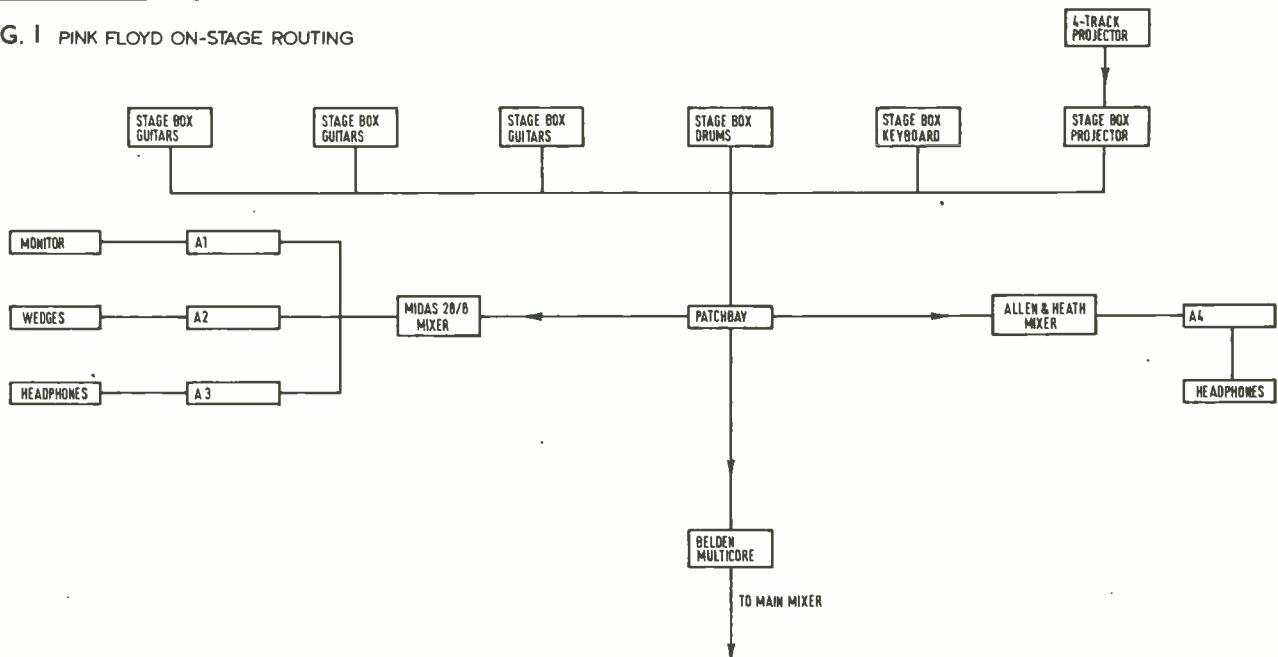 G. 1 PINK FLOYD ON-STAGE ROUTING
4-TRACK
PROJECTOR
STAGE BOX
GUITARS
STAGE BOX
GUITARS
STAGE BOX
GUITARS
STAGE BOX
DRUMS
STAGE BOX
KEYBOARD
STAGE BOX
PROJECTOR
MONITOR
A1
WEDGES
A2
MIDAS 28/8
MIXER
PATCHBAY
ALLEN & HEATH
MIXER
A4
HEADPHONES
A3
HEADPHONES
BELDEN
MULTICORE
TO MAIN MIXER